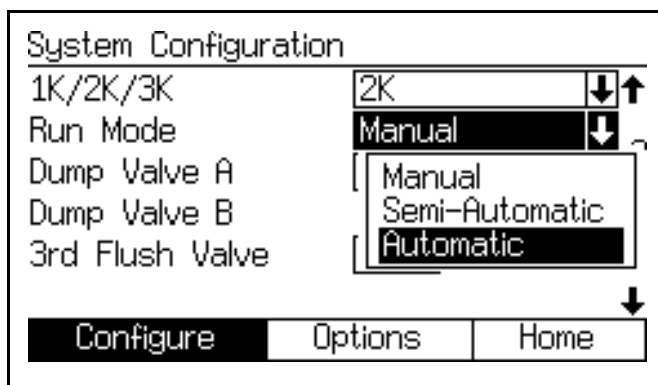 System Configuration
1K/2K/3K 2K
Run Mode Manual
Dump Valve A Manual
Dump Valve B Semi-Automatic
3rd Flush Valve Automatic
Configure Options Home